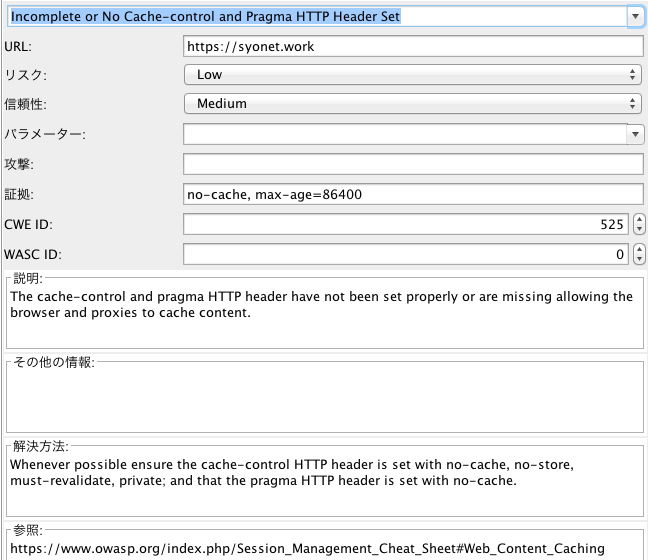 Incomplete or No Cache-control and Pragma HTTP Header Set
URL: https://syonet.work
リスク: Low
信頼性: Medium
パラメーター:
攻撃:
証拠: no-cache, max-age=86400
CWE ID: 525
WASC ID: 0
説明:
The cache-control and pragma HTTP header have not been set properly or are missing allowing the
browser and proxies to cache content.
その他の情報:
解決方法:
Whenever possible ensure the cache-control HTTP header is set with no-cache, no-store,
must-revalidate, private; and that the pragma HTTP header is set with no-cache.
参照:
https://www.owasp.org/index.php/Session_Management_Cheat_Sheet#Web_Content_Caching